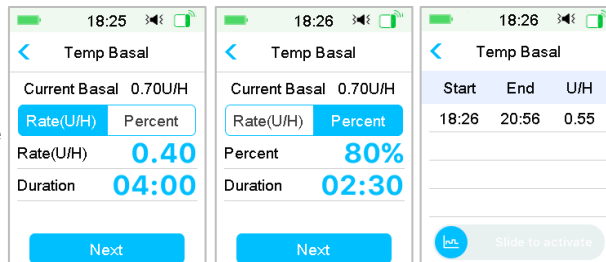 18:25
Temp Basal
Current Basal 0.70U/H
Rate(U/H) Percent
Rate(U/H) 0.40
Duration 04:00
Next
18:26
Temp Basal
Current Basal 0.70U/H
Rate(U/H) Percent
Percent 80%
Duration 02:30
Next
18:26
Temp Basal
Start End U/H
18:26 20:56 0.55
Slide to activate